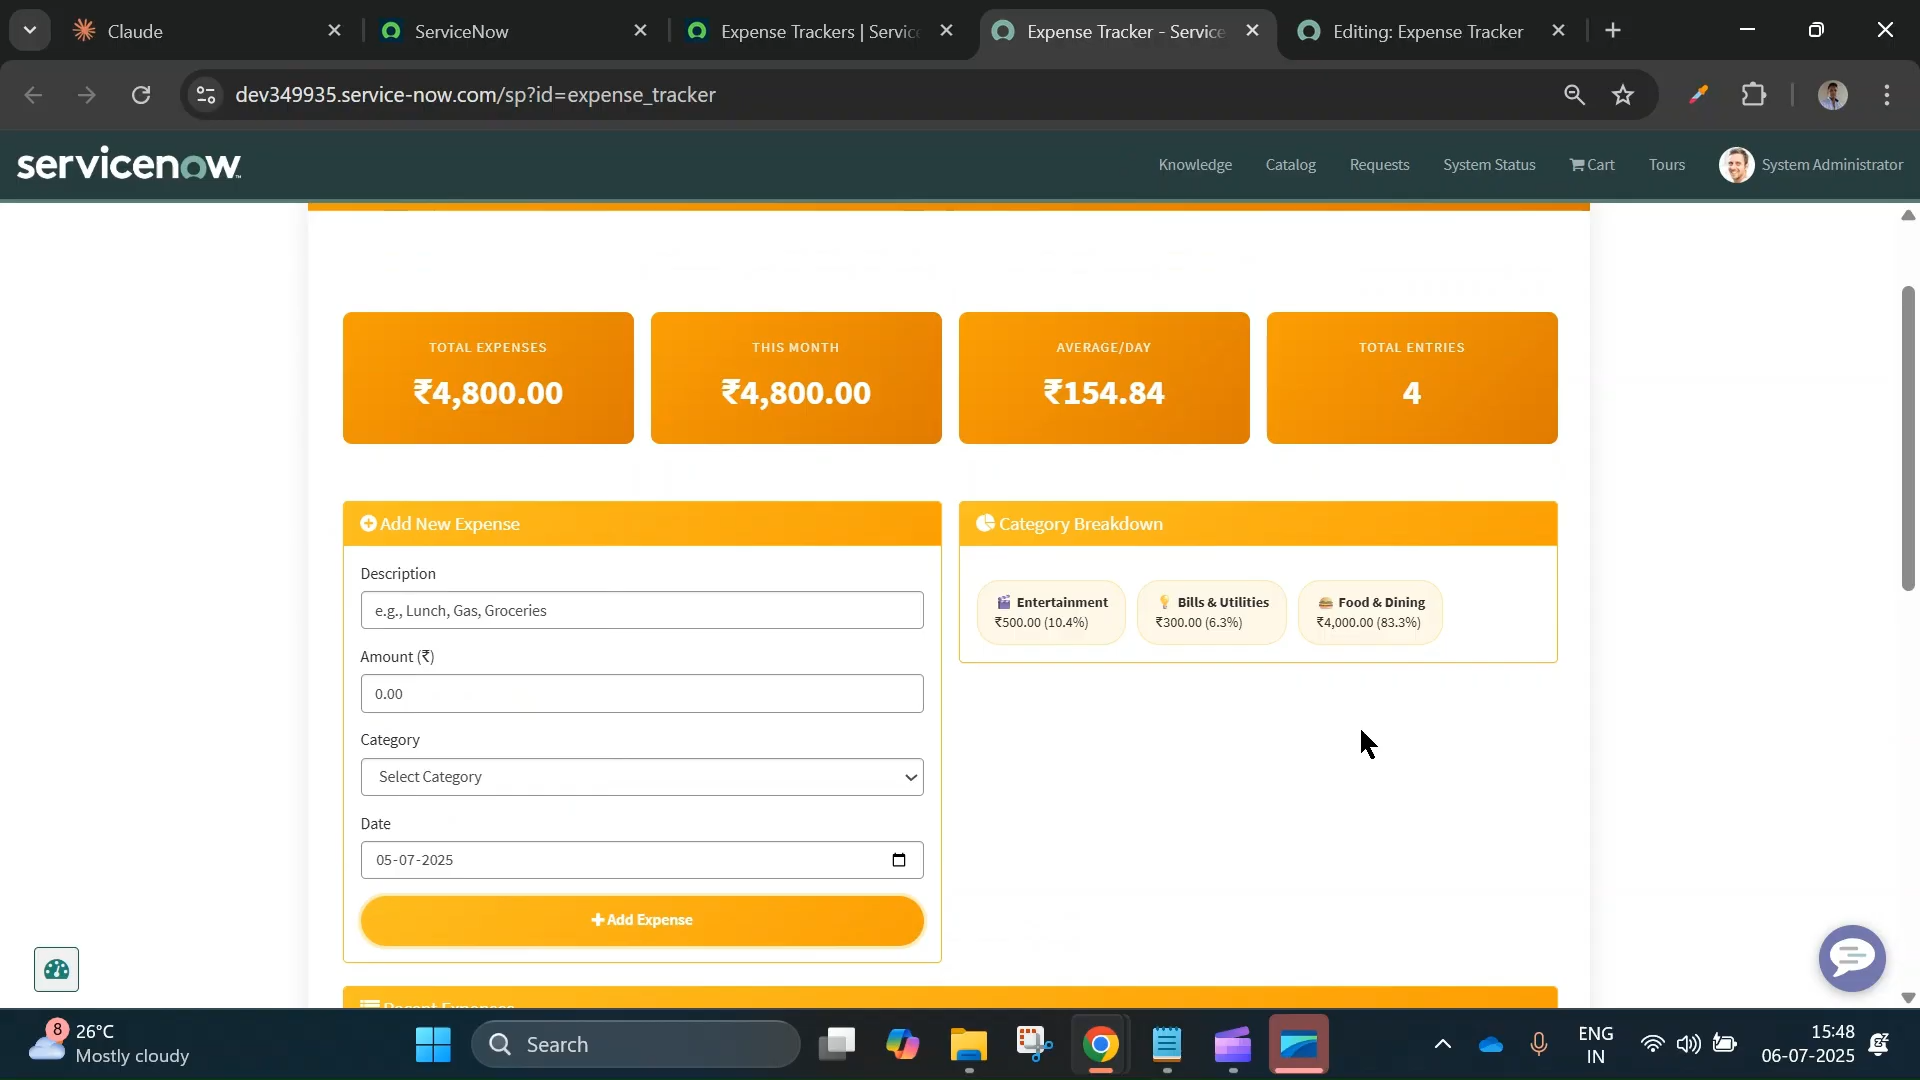 Claude
ServiceNow
Expense Trackers | Servic
Expense Tracker - Service
Editing: Expense Tracker
dev349935.service-now.com/sp?id=expense_tracker
servicenow
Knowledge
Catalog
Requests
System Status
Cart
Tours
System Administrator
TOTAL EXPENSES
₹4,800.00
THIS MONTH
₹4,800.00
AVERAGE/DAY
₹154.84
TOTAL ENTRIES
4
Add New Expense
Description
e.g., Lunch, Gas, Groceries
Amount (₹)
0.00
Category
Select Category
Date
05-07-2025
Add Expense
Category Breakdown
Entertainment
₹500.00 (10.4%)
Bills & Utilities
₹300.00 (6.3%)
Food & Dining
₹4,000.00 (83.3%)
Recent Expenses
8
26°C
Mostly cloudy
Search
ENG
IN
15:48
06-07-2025